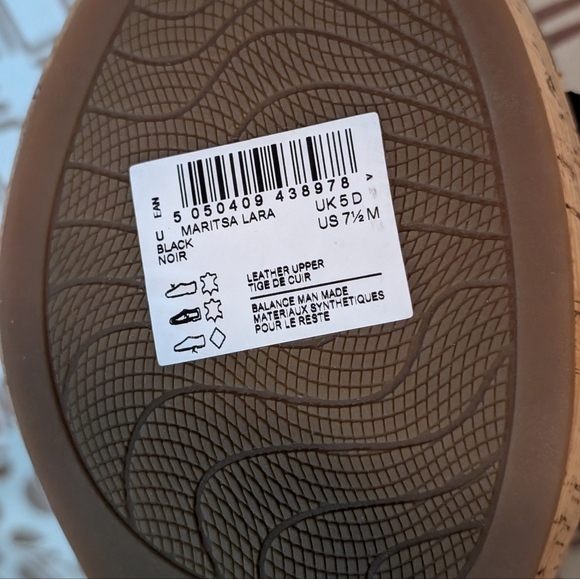 EAN
5 050409 438978 >
U MARITSA LARA UK 5 D
BLACK US 7½ M
NOIR
LEATHER UPPER
TIGE DE CUIR
BALANCE MAN MADE
MATERIAUX SYNTHETIQUES
POUR LE RESTE